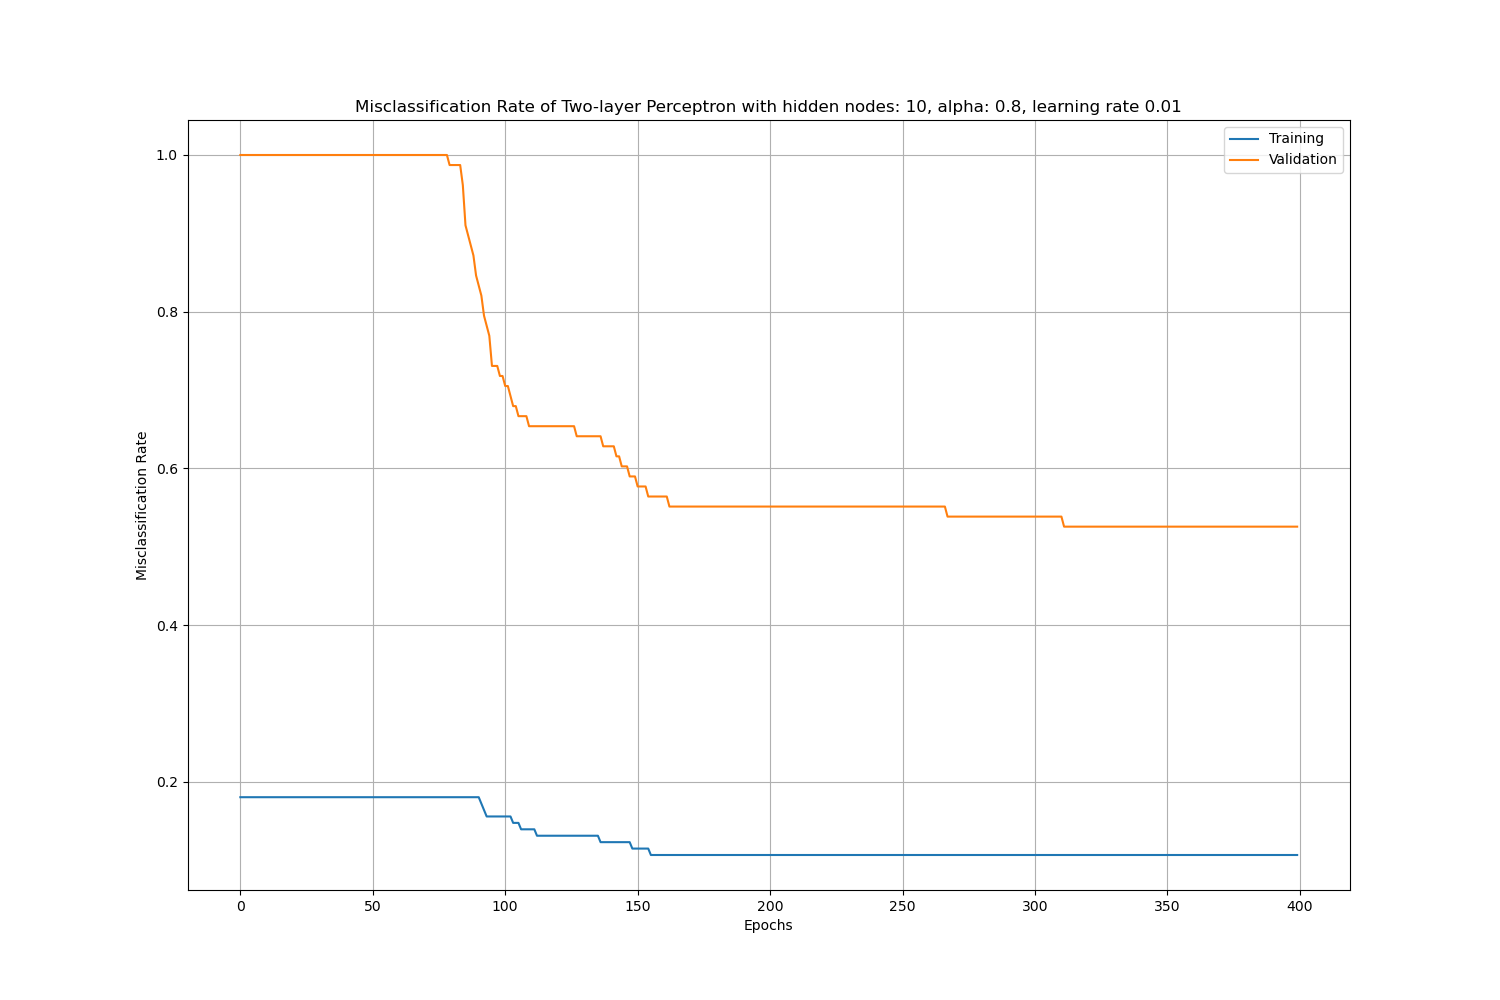 Misclassification Rate of Two-layer Perceptron with hidden nodes: 10, alpha: 0.8, learning rate 0.01
Training
Validation
1.0
0.8
0.6
0.4
0.2
Misclassification Rate
0 50 100 150 200 250 300 350 400
Epochs